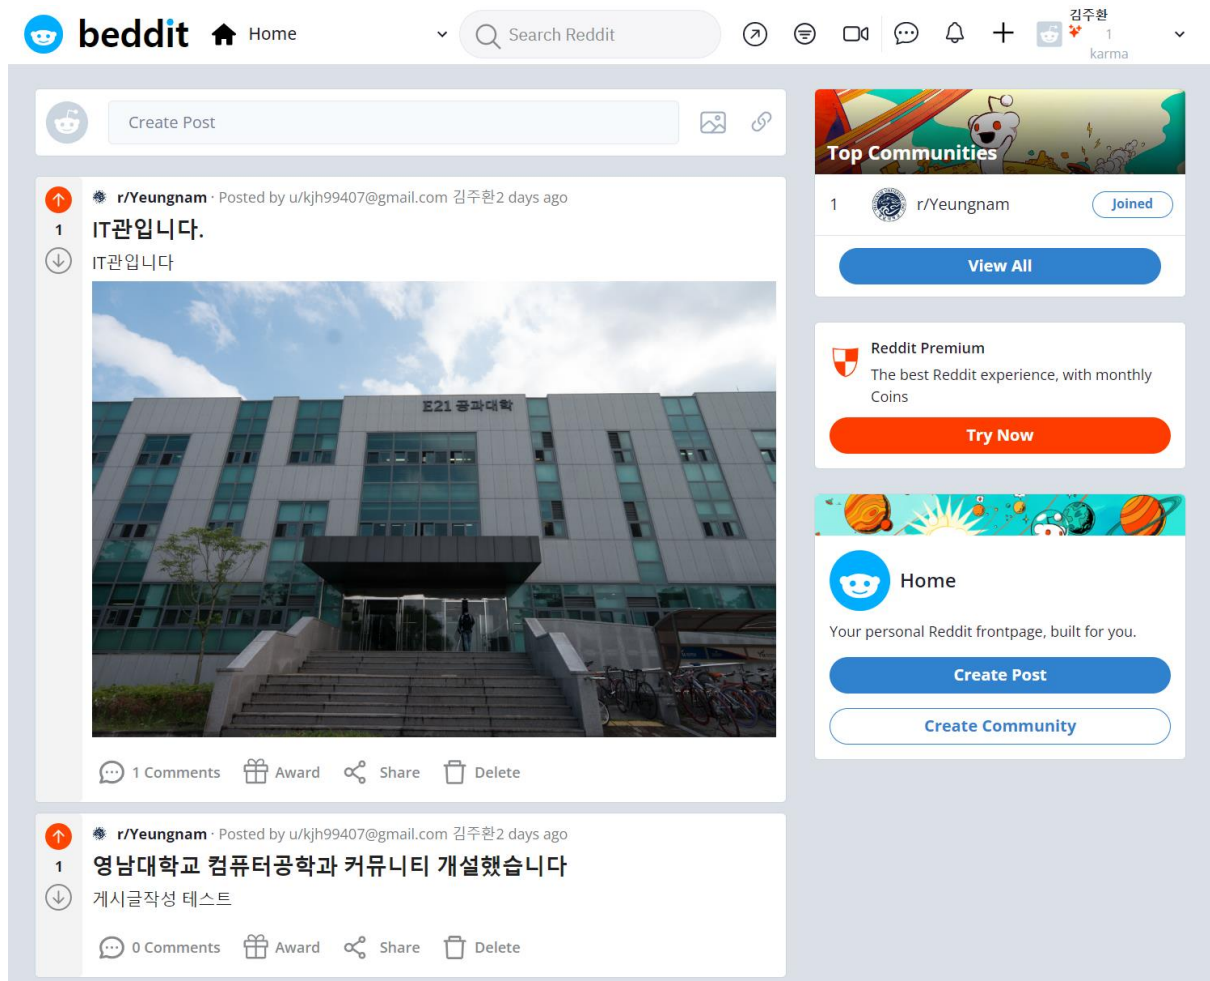 beddit Home Search Reddit 김주환
1
karma
Create Post
r/Yeungnam · Posted by u/kjh99407@gmail.com 김주환2 days ago
1
IT관입니다.
IT관입니다
E21 공과대학
1 Comments Award Share Delete
r/Yeungnam · Posted by u/kjh99407@gmail.com 김주환2 days ago
1
영남대학교 컴퓨터공학과 커뮤니티 개설했습니다
게시글작성 테스트
0 Comments Award Share Delete
Top Communities
1 r/Yeungnam Joined
View All
Reddit Premium
The best Reddit experience, with monthly
Coins
Try Now
Home
Your personal Reddit frontpage, built for you.
Create Post
Create Community